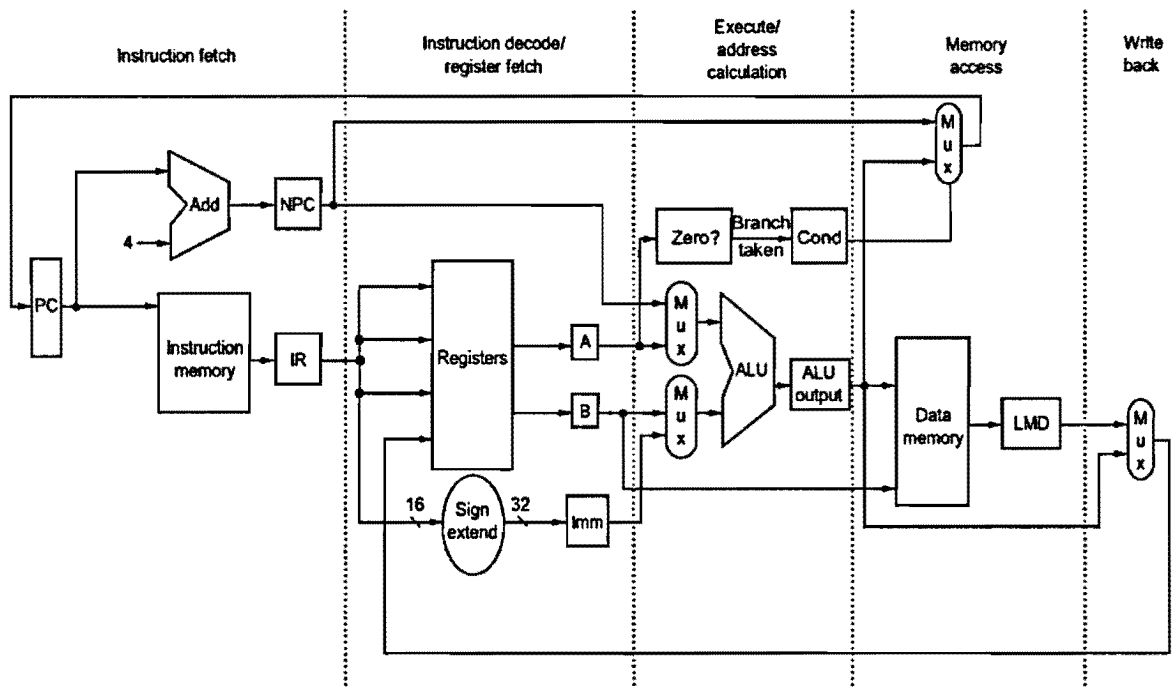 Instruction fetch
Instruction decode/
register fetch
Execute/
address
calculation
Memory
access
Write
back
M
u
x
Add
NPC
4
Zero?
Branch
taken
Cond
PC
Instruction
memory
IR
Registers
A
B
M
u
x
M
u
x
ALU
ALU
output
Data
memory
LMD
M
u
x
16
Sign
extend
32
Imm